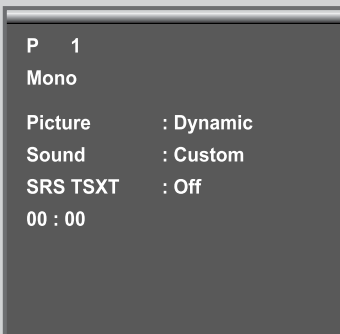 P 1
Mono
Picture : Dynamic
Sound : Custom
SRS TSXT : Off
00 : 00